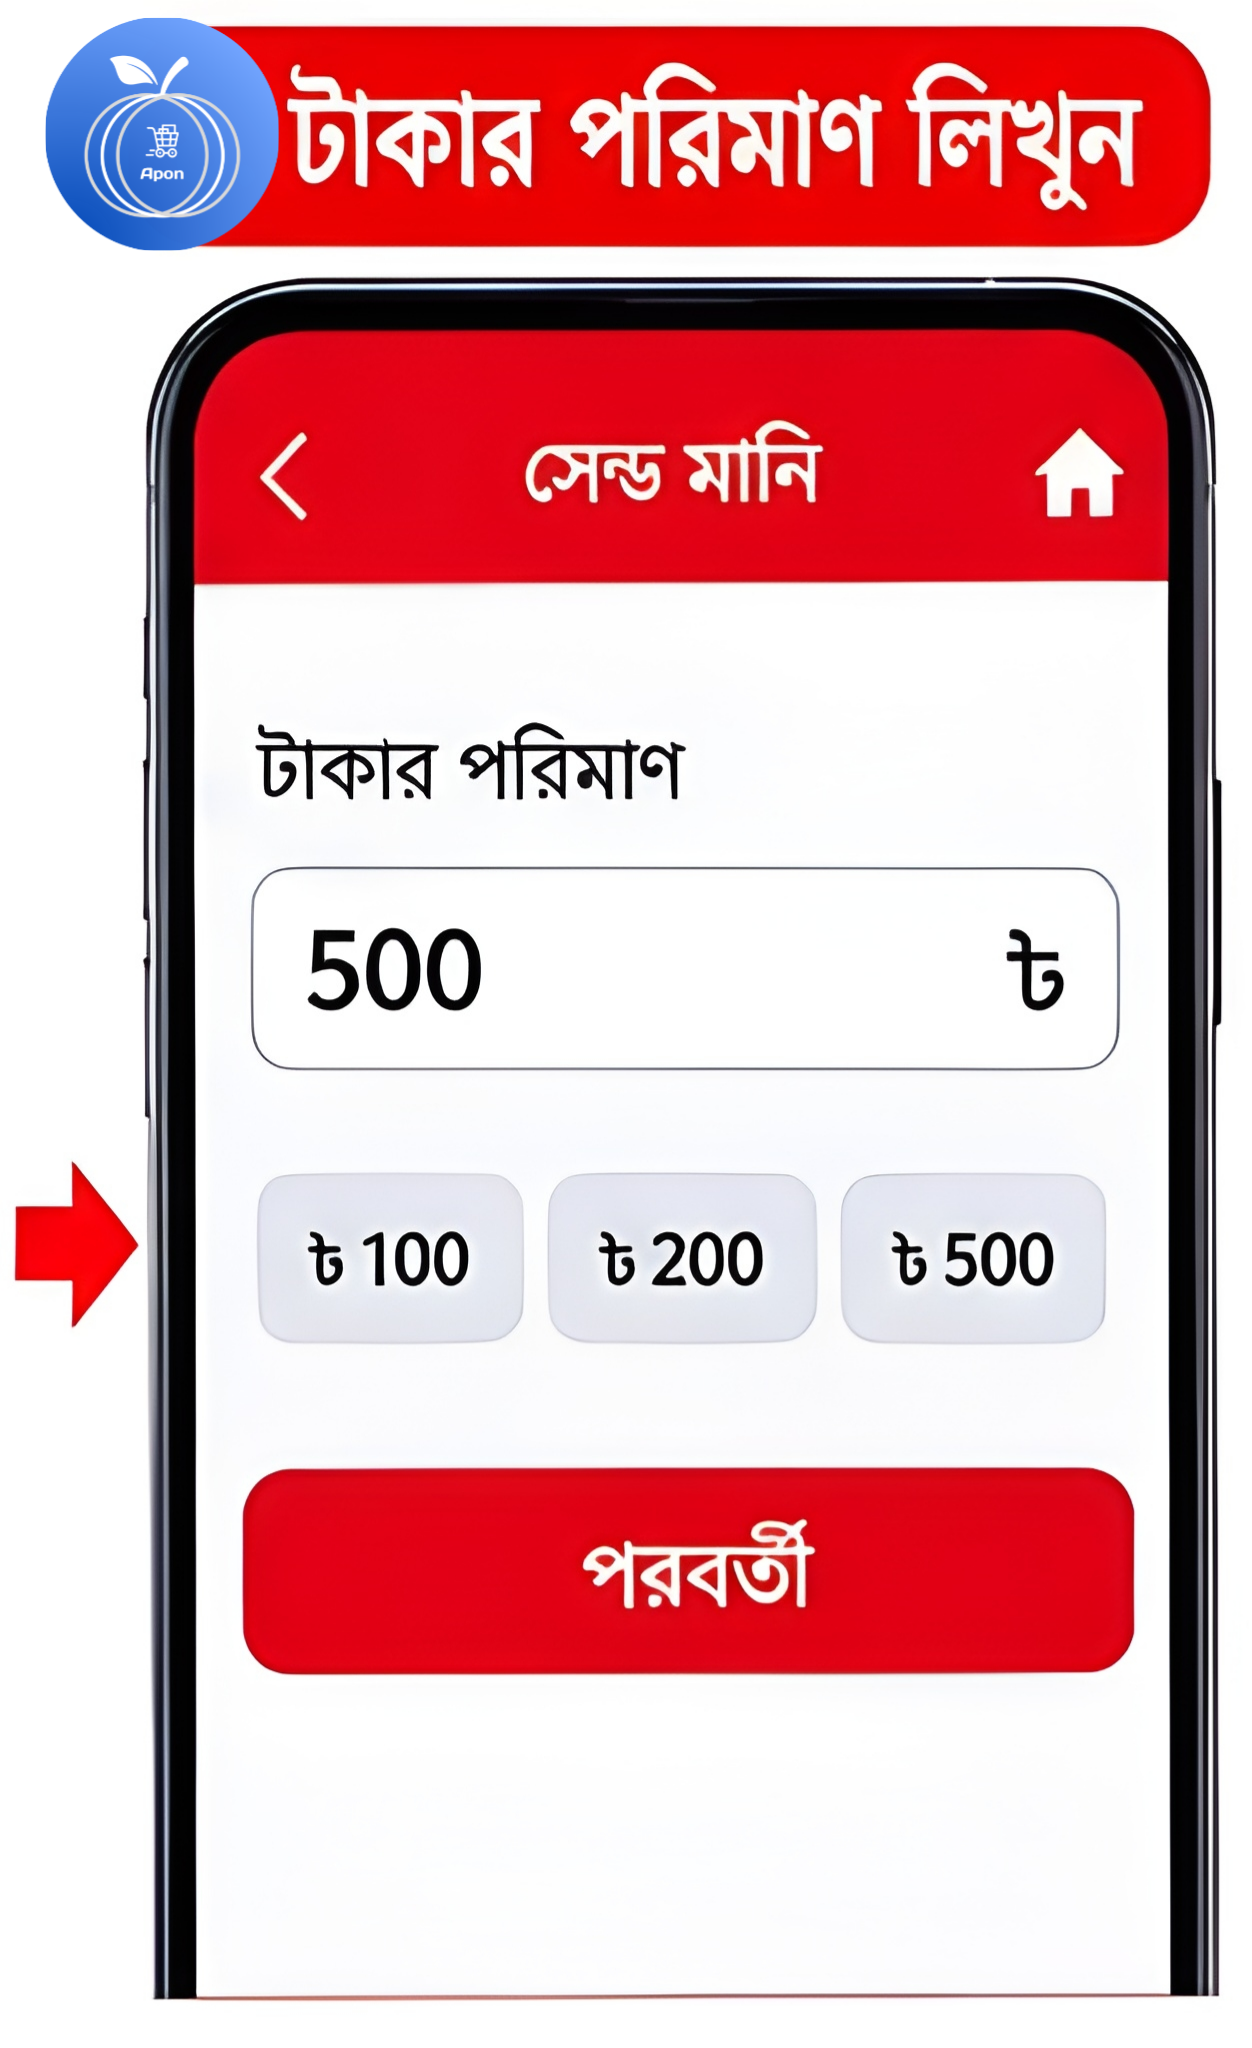 Apon
টাকার পরিমাণ লিখুন
সেন্ড মানি
টাকার পরিমাণ
500 ৳
৳ 100 ৳ 200 ৳ 500
পরবর্তী